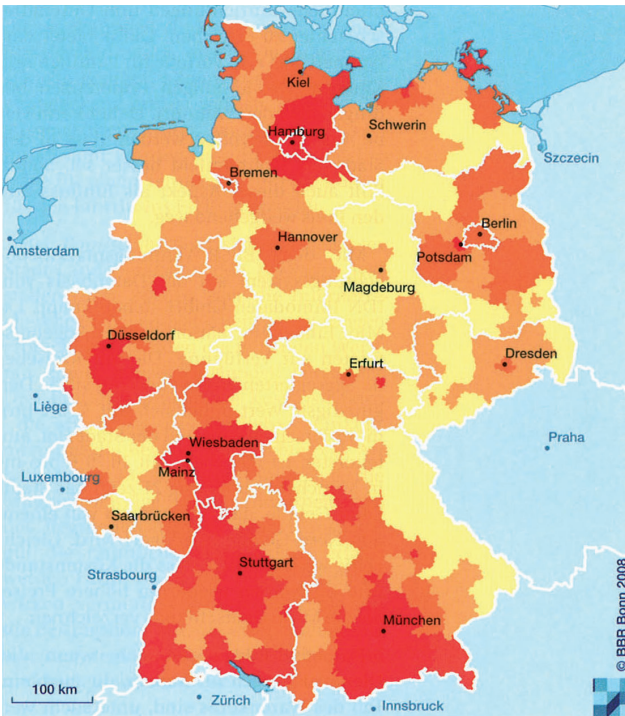 Kiel
Hamburg
Schwerin
Szczecin
Bremen
Berlin
Amsterdam
Hannover
Potsdam
Magdeburg
Düsseldorf
Dresden
Erfurt
Liège
Wiesbaden
Praha
Mainz
Luxembourg
Saarbrücken
Strasbourg
Stuttgart
München
© BBR Bonn 2008
100 km
Zürich
Innsbruck